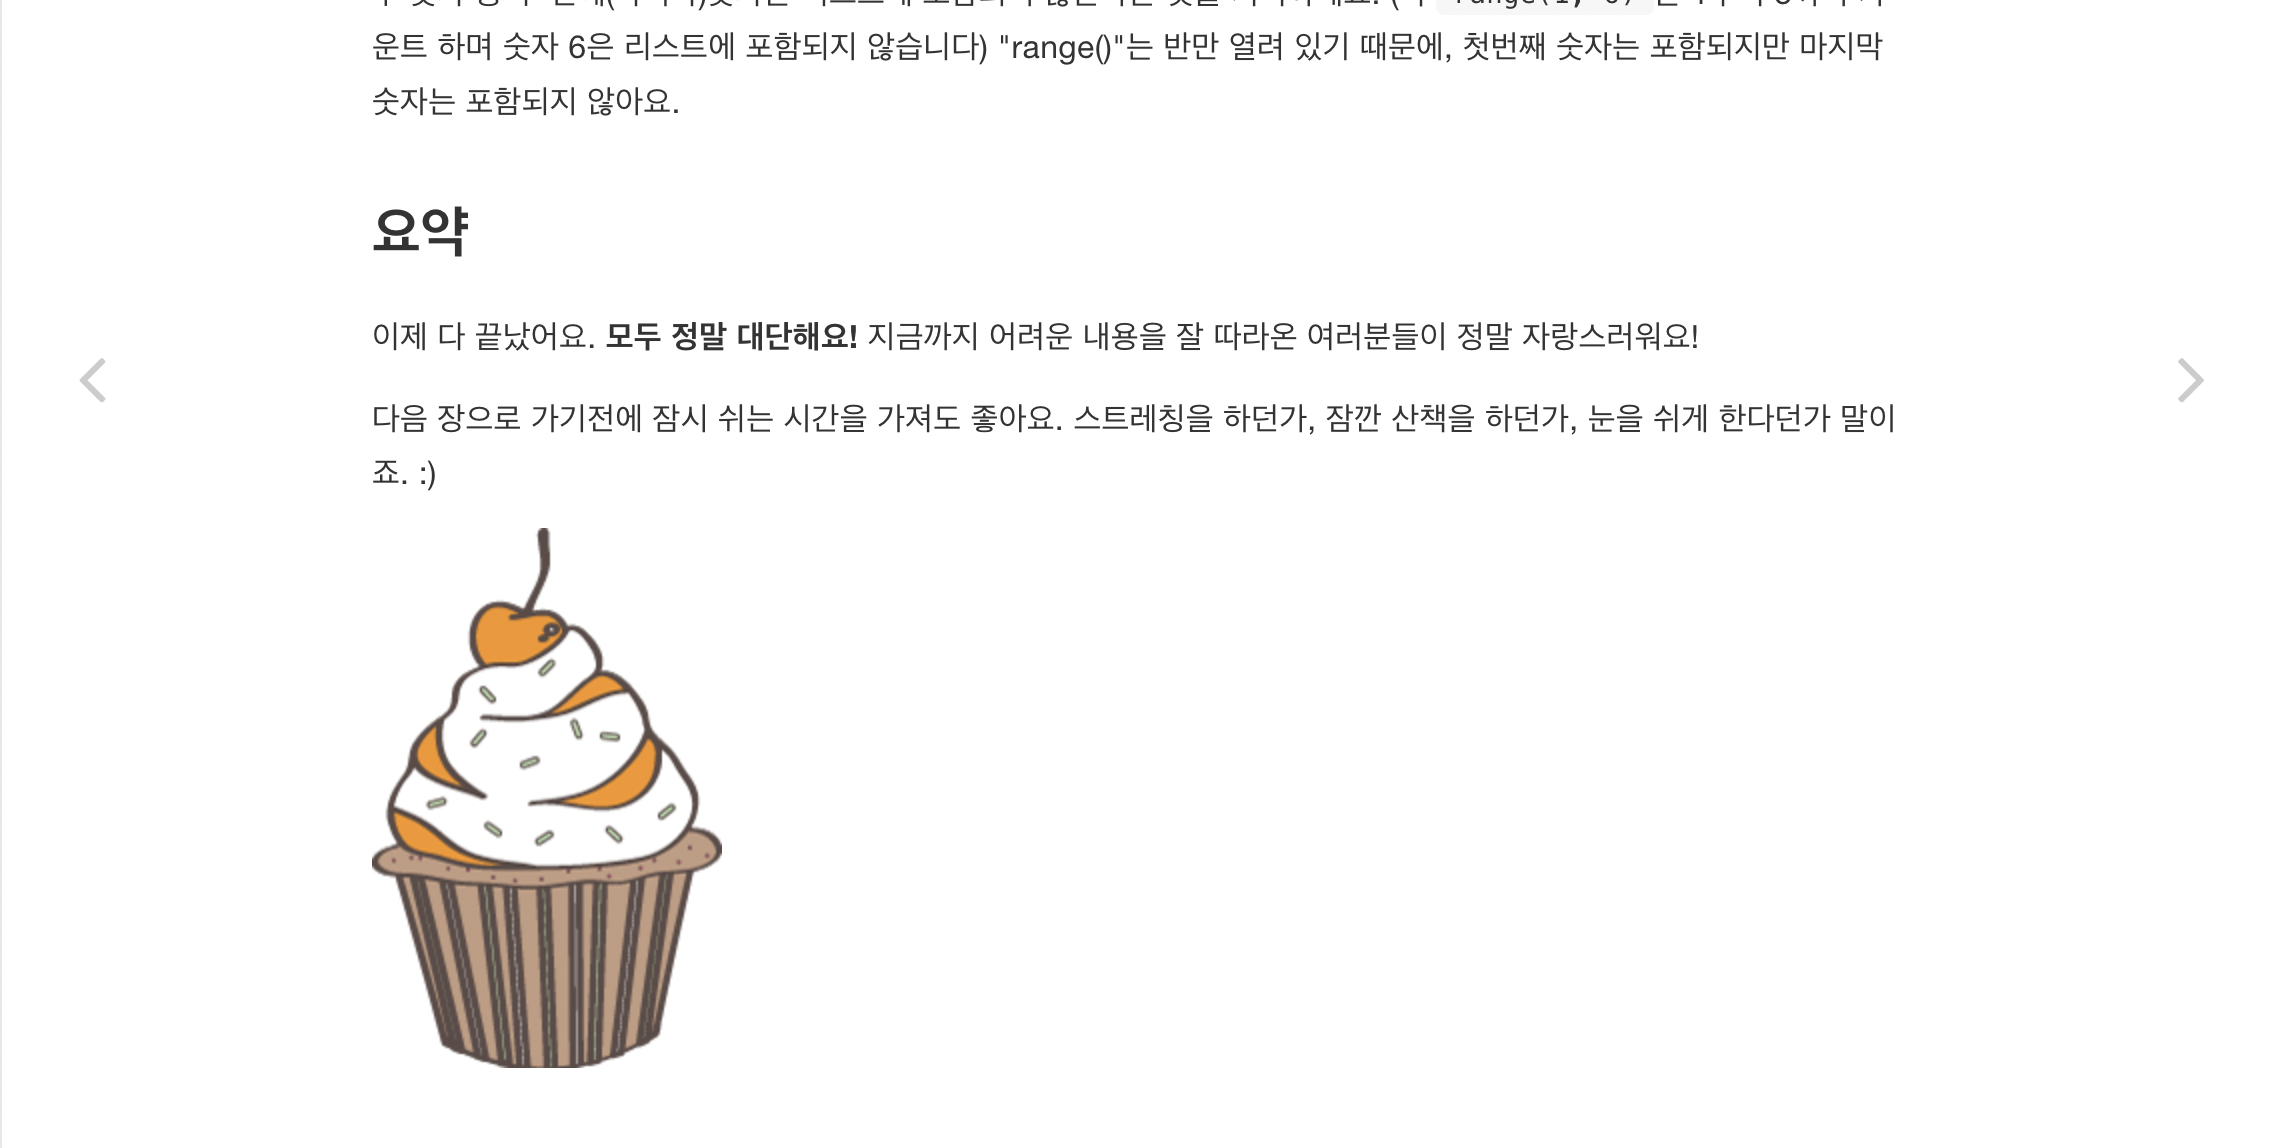 운트 하며 숫자 6은 리스트에 포함되지 않습니다) "range()"는 반만 열려 있기 때문에, 첫번째 숫자는 포함되지만 마지막
숫자는 포함되지 않아요.
요약
이제 다 끝났어요. 모두 정말 대단해요! 지금까지 어려운 내용을 잘 따라온 여러분들이 정말 자랑스러워요!
다음 장으로 가기전에 잠시 쉬는 시간을 가져도 좋아요. 스트레칭을 하던가, 잠깐 산책을 하던가, 눈을 쉬게 한다던가 말이
죠. :)